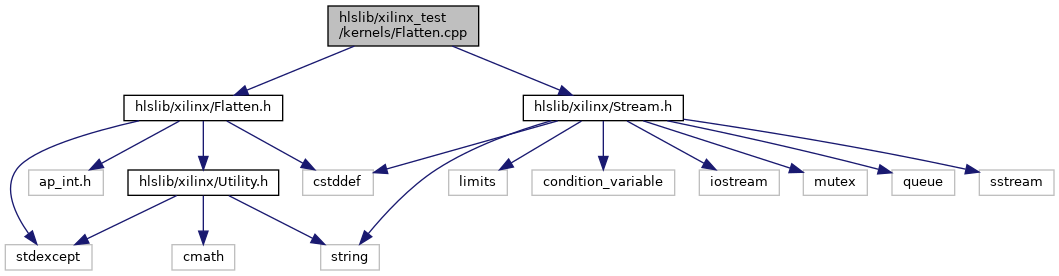 hlslib/xilinx_test
/kernels/Flatten.cpp
hlslib/xilinx/Flatten.h
hlslib/xilinx/Stream.h
ap_int.h
hlslib/xilinx/Utility.h
cstddef
limits
condition_variable
iostream
mutex
queue
sstream
stdexcept
cmath
string